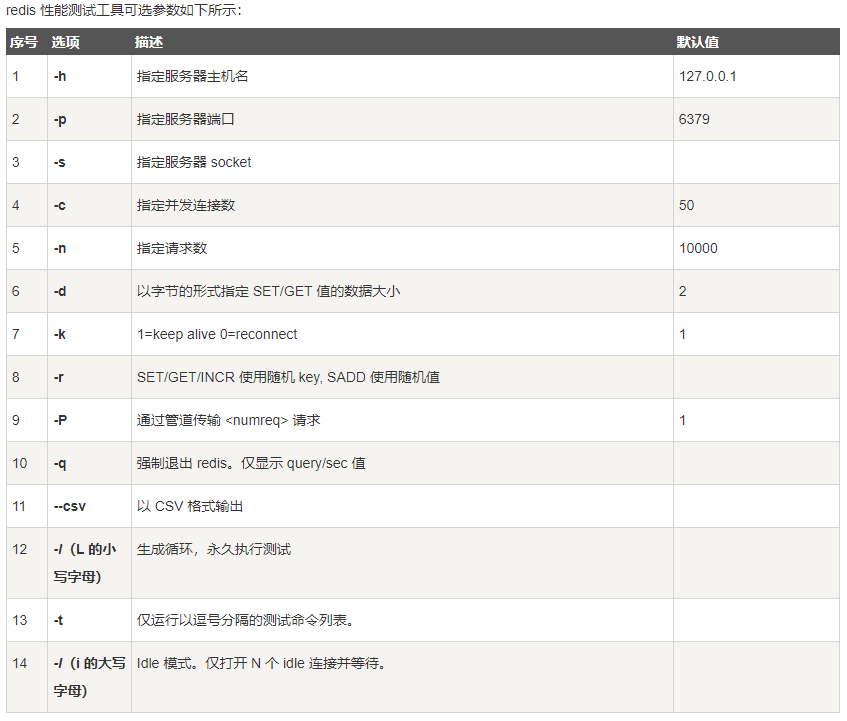 redis 性能测试工具可选参数如下所示：
序号 选项 描述 默认值
1 -h 指定服务器主机名 127.0.0.1
2 -p 指定服务器端口 6379
3 -s 指定服务器 socket
4 -c 指定并发连接数 50
5 -n 指定请求数 10000
6 -d 以字节的形式指定 SET/GET 值的数据大小 2
7 -k 1=keep alive 0=reconnect 1
8 -r SET/GET/INCR 使用随机 key, SADD 使用随机值
9 -P 通过管道传输 <numreq> 请求 1
10 -q 强制退出 redis。仅显示 query/sec 值
11 --csv 以 CSV 格式输出
12 -l（L 的小 生成循环，永久执行测试
写字母）
13 -t 仅运行以逗号分隔的测试命令列表。
14 -I（i 的大写 Idle 模式。仅打开 N 个 idle 连接并等待。
字母）